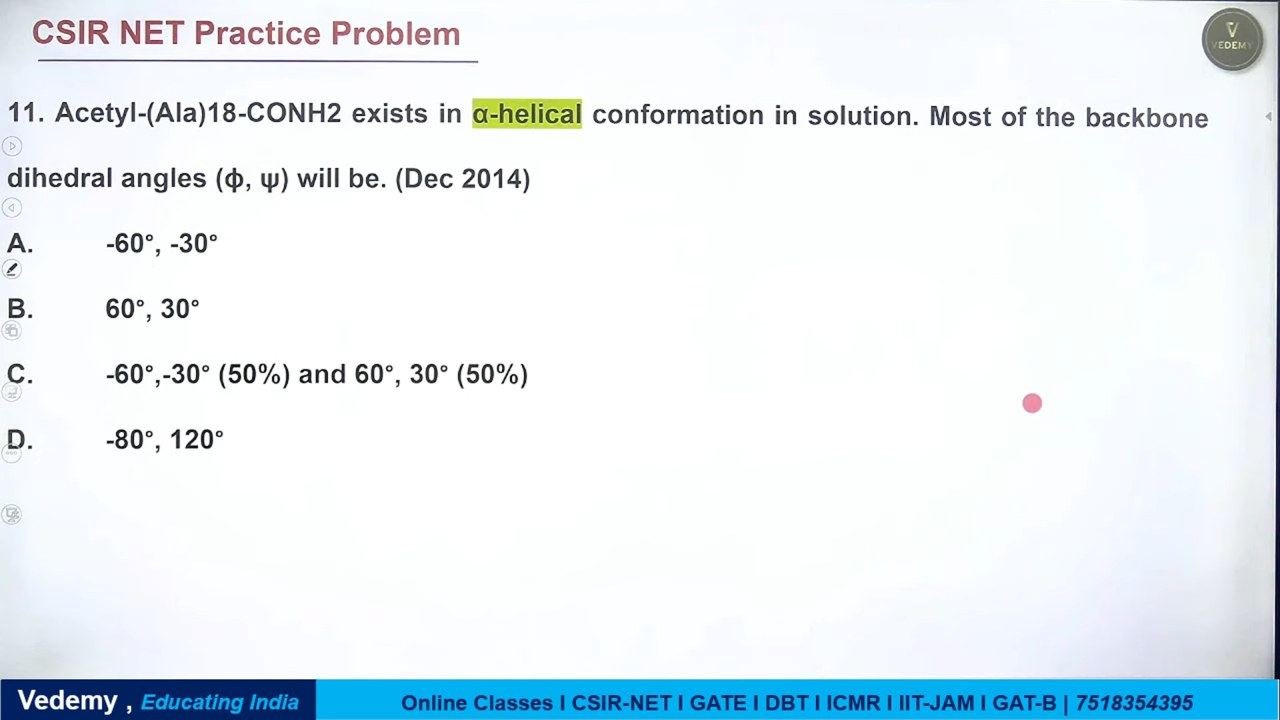 CSIR NET Practice Problem
V
VEDEMY
11. Acetyl-(Ala)18-CONH2 exists in α-helical conformation in solution. Most of the backbone
dihedral angles (ϕ, ψ) will be. (Dec 2014)
A. -60°, -30°
B. 60°, 30°
C. -60°,-30° (50%) and 60°, 30° (50%)
D. -80°, 120°
Vedemy , Educating India
Online Classes I CSIR-NET I GATE I DBT I ICMR I IIT-JAM I GAT-B | 7518354395